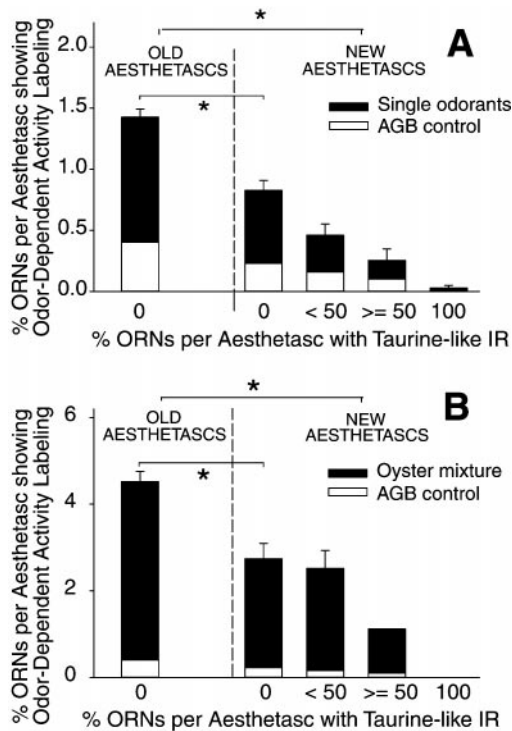 *
A
OLD
AESTHETASCS
NEW
AESTHETASCS
*
Single odorants
AGB control
% ORNs per Aesthetasc showing
Odor-Dependent Activity Labeling
2.0
1.5
1.0
0.5
0.0
0 0 < 50 >= 50 100
% ORNs per Aesthetasc with Taurine-like IR
*
B
OLD
AESTHETASCS
NEW
AESTHETASCS
*
Oyster mixture
AGB control
% ORNs per Aesthetasc showing
Odor-Dependent Activity Labeling
6
4
2
0
0 0 < 50 >= 50 100
% ORNs per Aesthetasc with Taurine-like IR